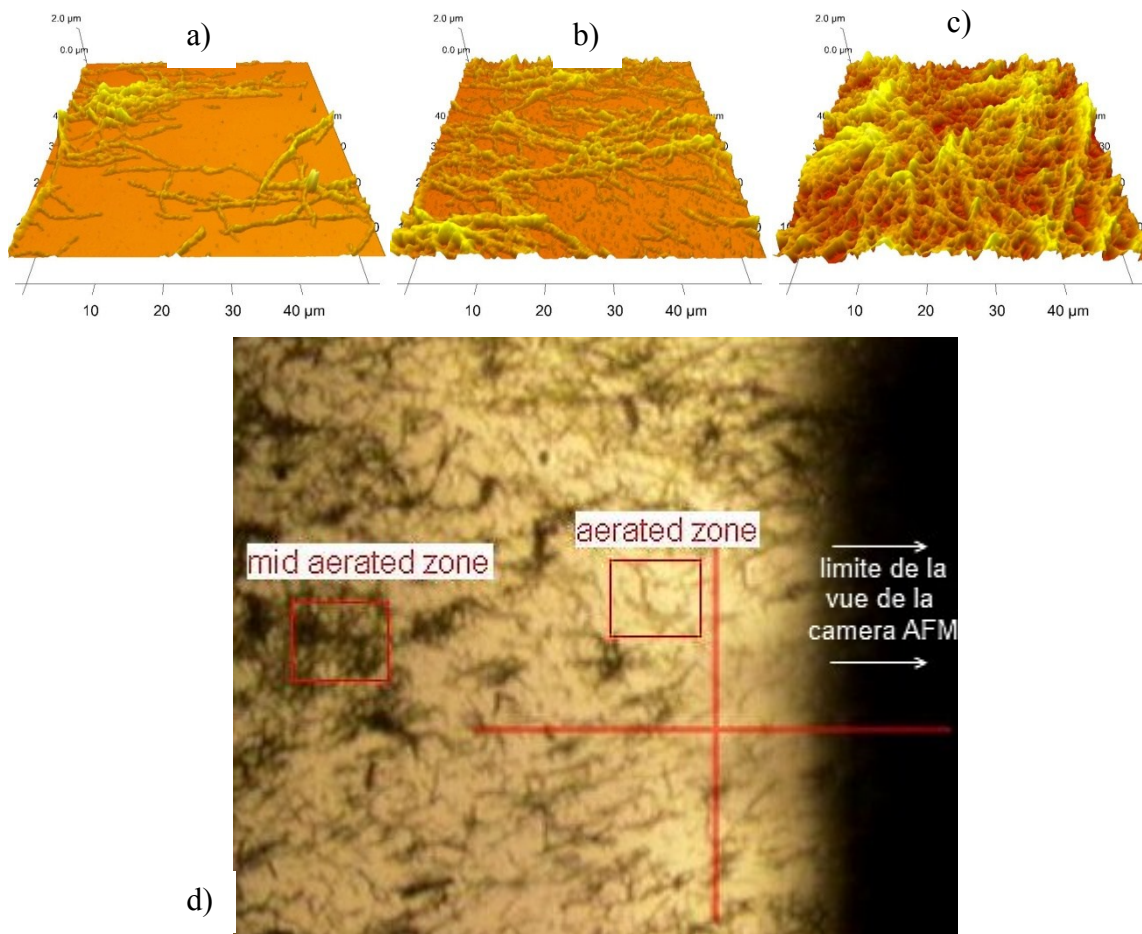 a)
b)
c)
2.0 µm
0.0 µm
2.0 µm
0.0 µm
2.0 µm
0.0 µm
10 20 30 40 µm
10 20 30 40 µm
10 20 30 40 µm
aerated zone
mid aerated zone
limite de la
vue de la
camera AFM
d)